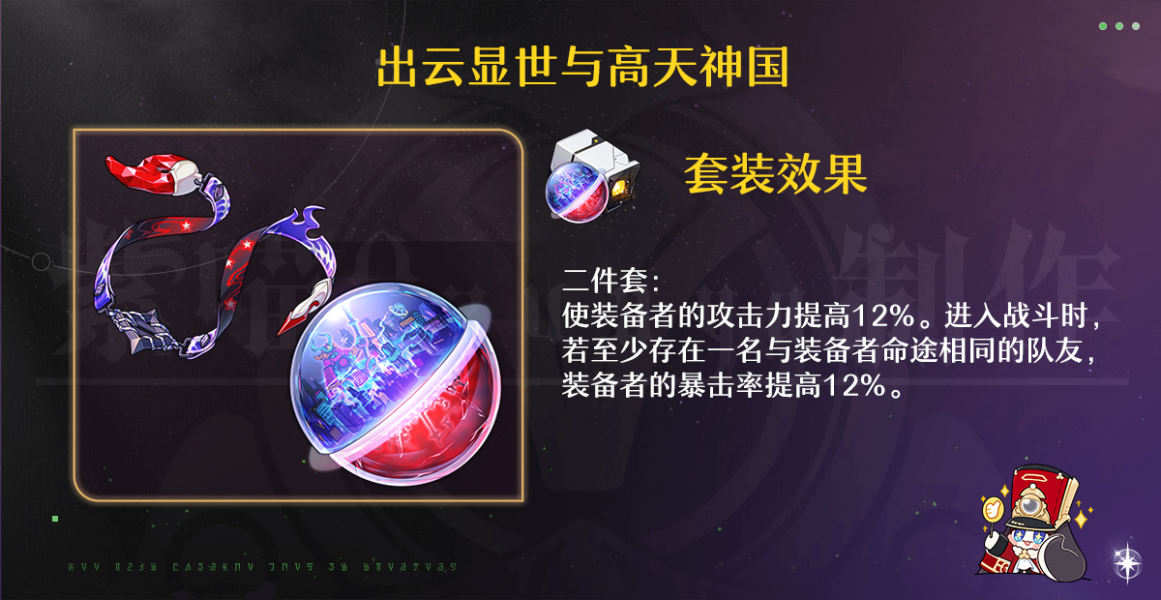 出云显世与高天神国
套装效果
二件套：
使装备者的攻击力提高12%。进入战斗时，
若至少存在一名与装备者命途相同的队友，
装备者的暴击率提高12%。
制作